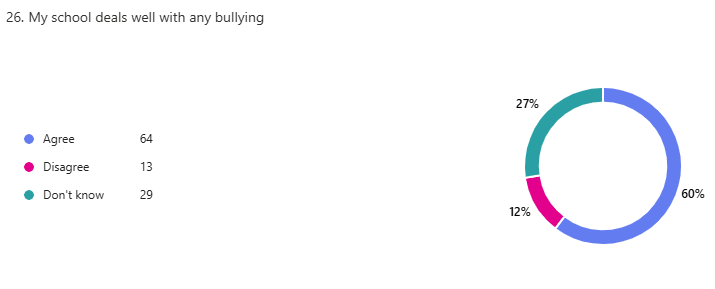 26. My school deals well with any bullying
27%
Agree 64
Disagree 13
Don't know 29
60%
12%